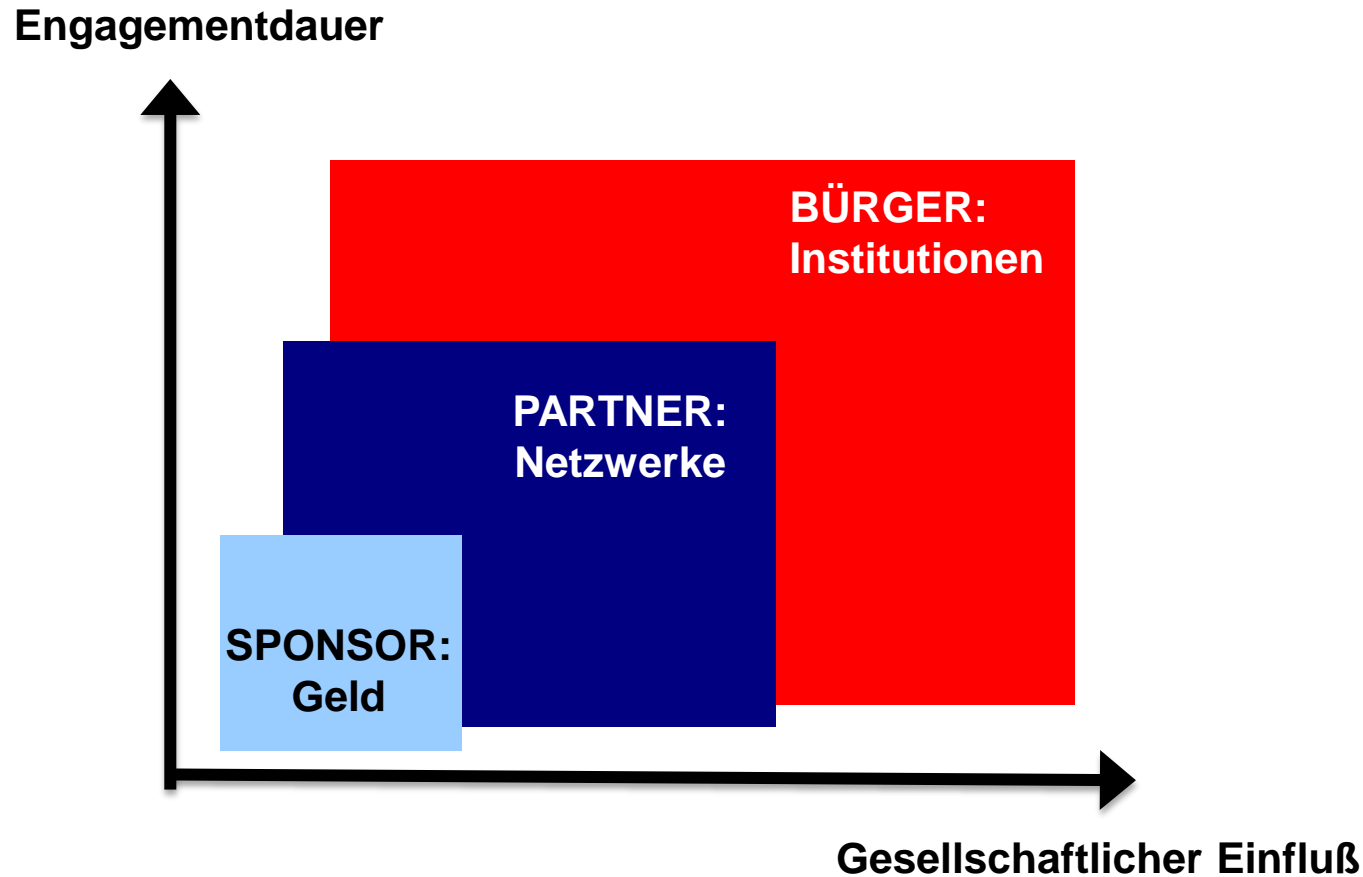 Engagementdauer
BÜRGER:
Institutionen
PARTNER:
Netzwerke
SPONSOR:
Geld
Gesellschaftlicher Einfluß